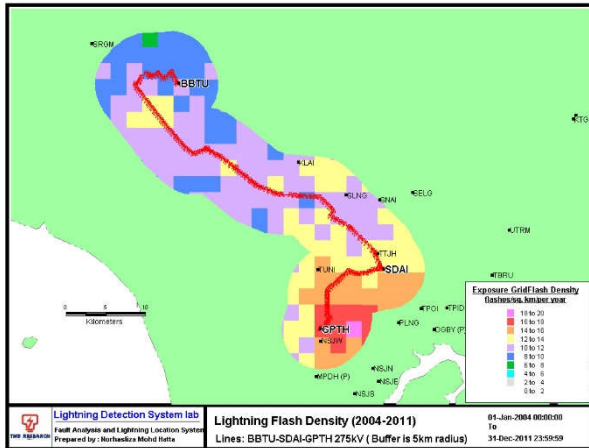 BRGM
BBTU
KTG
KLAI
SLNG
SNAI
SELG
UTRM
TTJH
TUNI
SDAI
TBRU
TPOI
TPID
PLNG
DGBY (P)
GPTH
NSJW
MPDH (P)
NSJN
NSJE
NSJS
0 5 10
Kilometers
Exposure GridFlash Density
flashes/sq. km/per year
18 to 20
16 to 18
14 to 16
12 to 14
10 to 12
8 to 10
6 to 8
4 to 6
2 to 4
0 to 2
TNB RESEARCH
Lightning Detection System lab
Fault Analysis and Lightning Location System
Prepared by : Norhasliza Mohd Hatta
Lightning Flash Density (2004-2011)
Lines: BBTU-SDAI-GPTH 275kV ( Buffer is 5km radius)
01-Jan-2004 00:00:00
To
31-Dec-2011 23:59:59